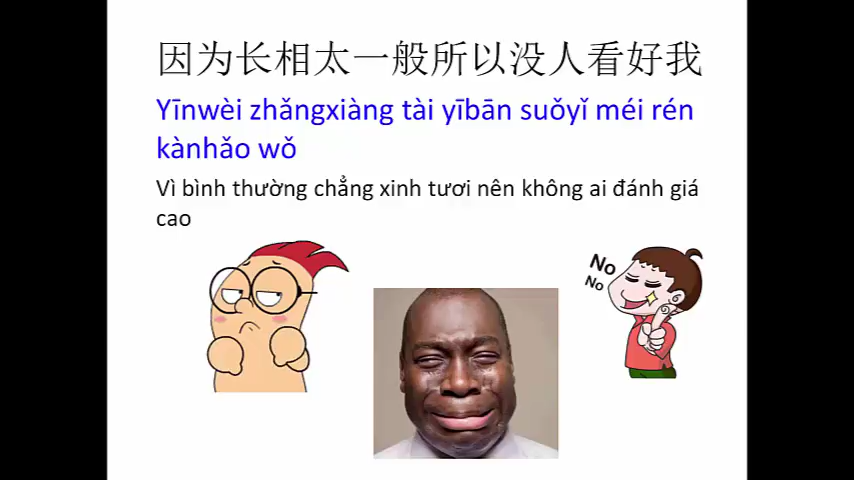 因为长相太一般所以没人看好我
Yīnwèi zhǎngxiàng tài yībān suǒyǐ méi rén
kànhǎo wǒ
Vì bình thường chẳng xinh tươi nên không ai đánh giá
cao
No
No